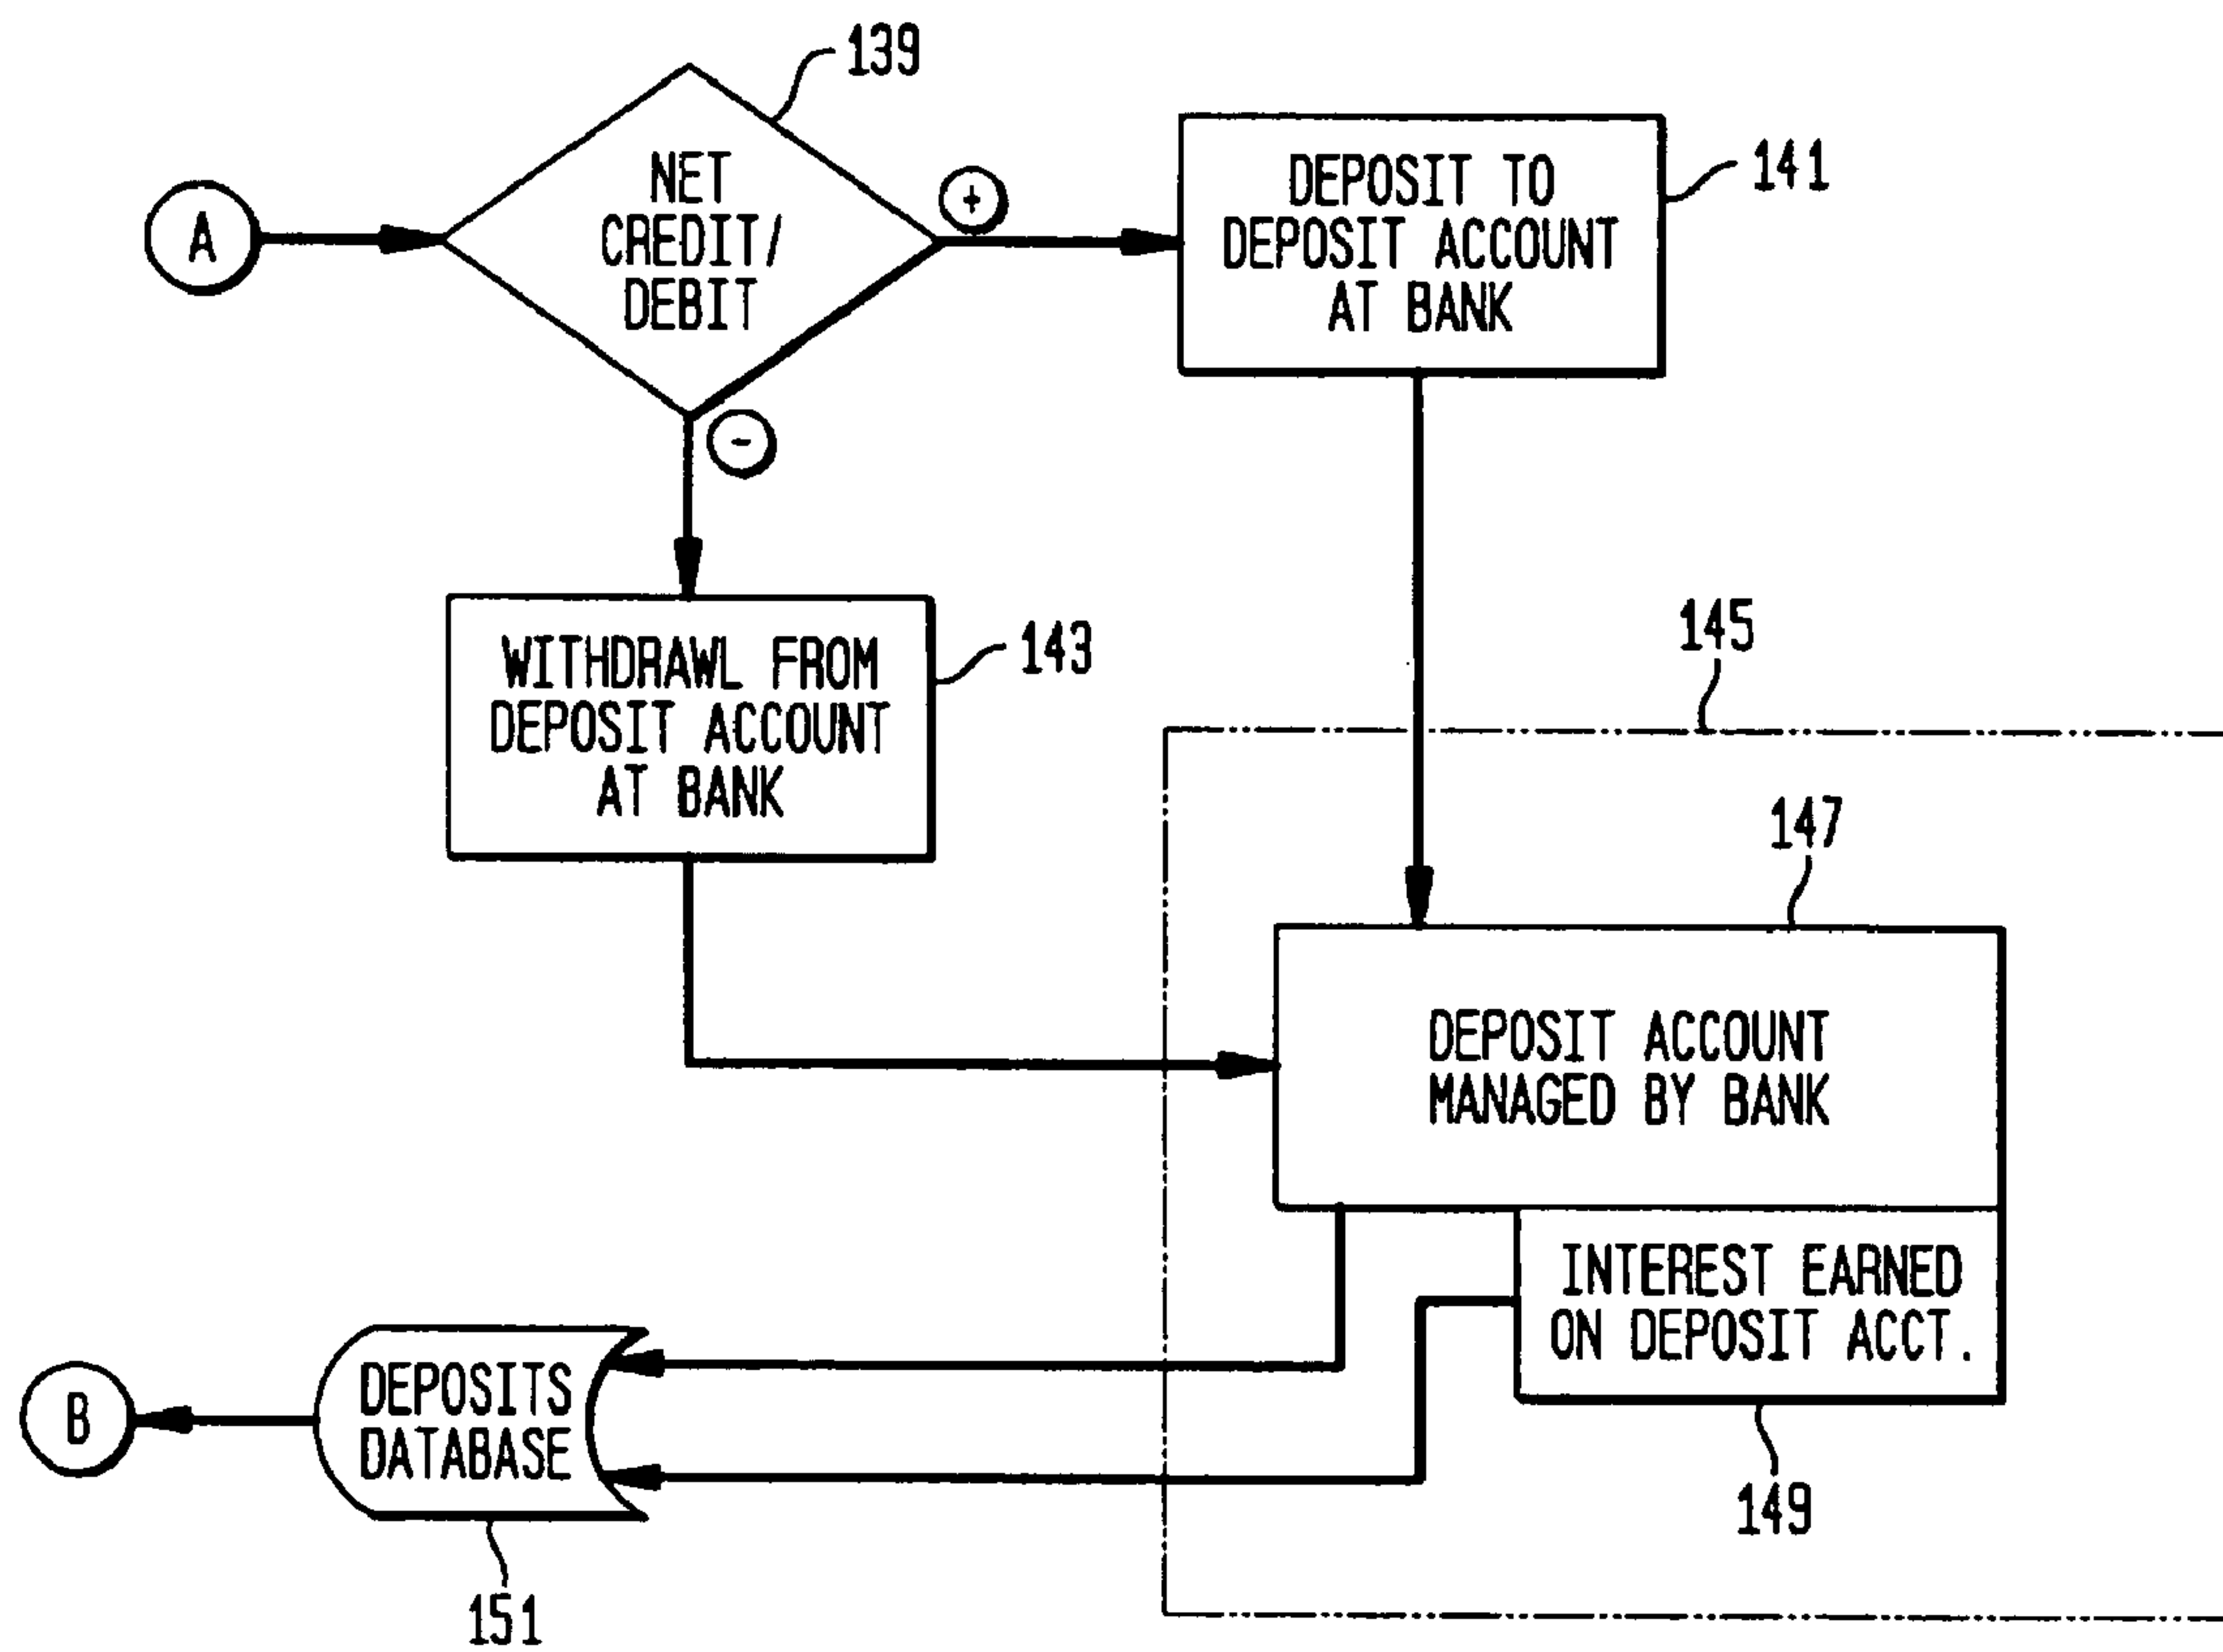 139
A
NET
CREDIT/
DEBIT
+
DEPOSIT TO
DEPOSIT ACCOUNT
AT BANK
141
-
WITHDRAWL FROM
DEPOSIT ACCOUNT
AT BANK
143
145
147
DEPOSIT ACCOUNT
MANAGED BY BANK
INTEREST EARNED
ON DEPOSIT ACCT.
149
DEPOSITS
DATABASE
B
151